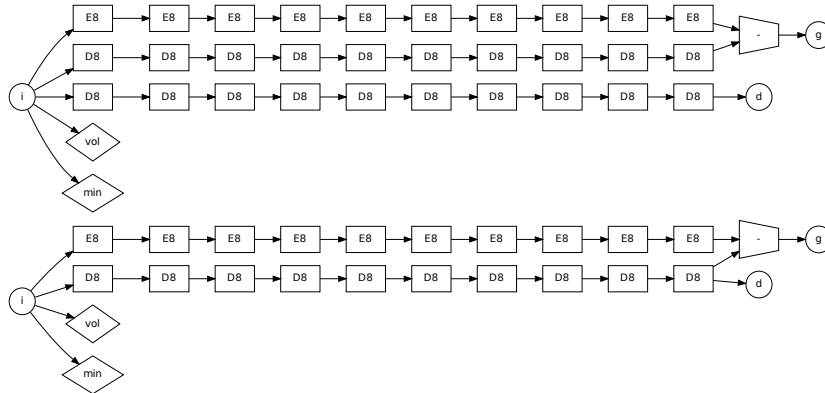 E8 E8 E8 E8 E8 E8 E8 E8 E8 E8
- g
D8 D8 D8 D8 D8 D8 D8 D8 D8 D8
i D8 D8 D8 D8 D8 D8 D8 D8 D8 D8 d
vol
min
E8 E8 E8 E8 E8 E8 E8 E8 E8 E8 - g
D8 D8 D8 D8 D8 D8 D8 D8 D8 D8 d
i
vol
min